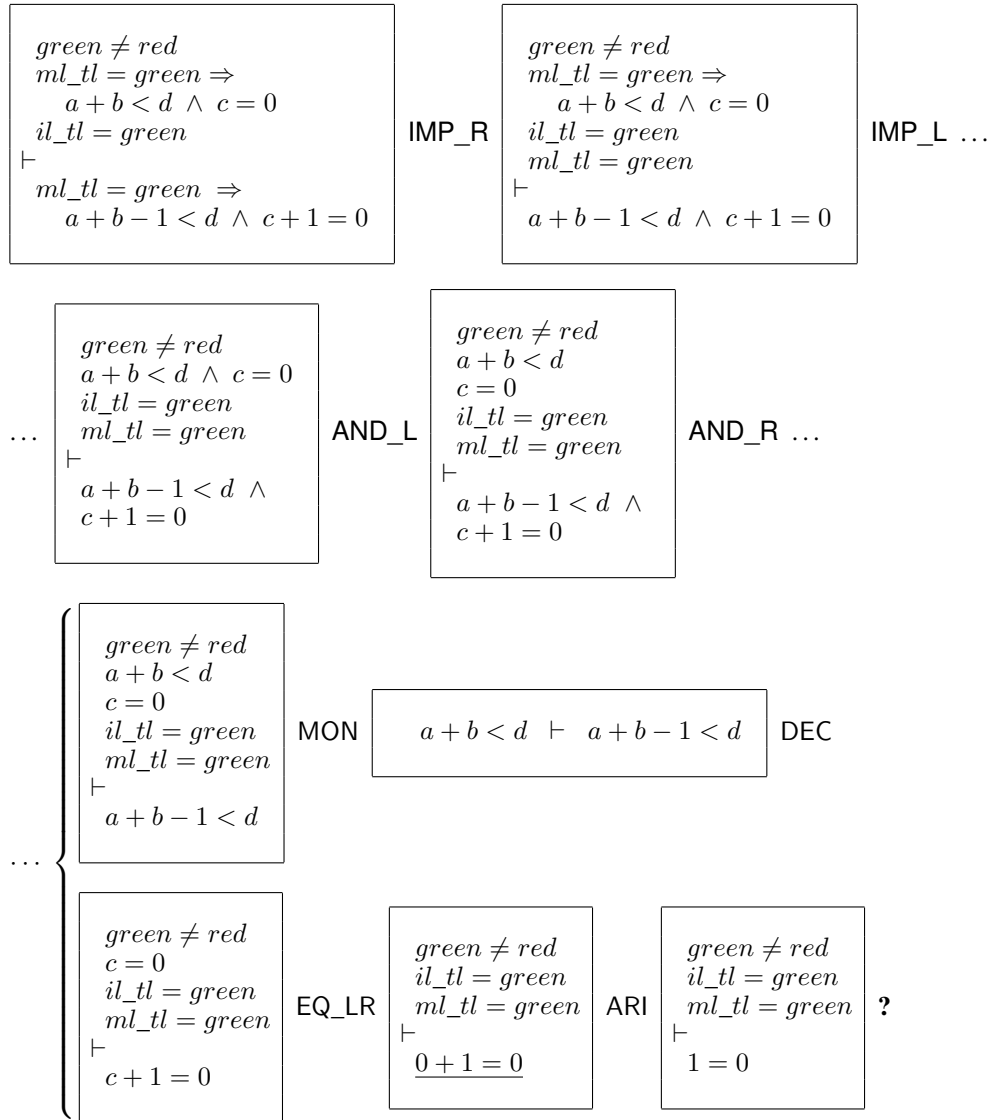 green ≠ red
ml_tl = green ⇒
a + b < d ∧ c = 0
il_tl = green
⊢
ml_tl = green ⇒
a + b − 1 < d ∧ c + 1 = 0
IMP_R
green ≠ red
ml_tl = green ⇒
a + b < d ∧ c = 0
il_tl = green
ml_tl = green
⊢
a + b − 1 < d ∧ c + 1 = 0
IMP_L ...
...
green ≠ red
a + b < d ∧ c = 0
il_tl = green
ml_tl = green
⊢
a + b − 1 < d ∧
c + 1 = 0
AND_L
green ≠ red
a + b < d
c = 0
il_tl = green
ml_tl = green
⊢
a + b − 1 < d ∧
c + 1 = 0
AND_R ...
...
green ≠ red
a + b < d
c = 0
il_tl = green
ml_tl = green
⊢
a + b − 1 < d
MON
a + b < d ⊢ a + b − 1 < d
DEC
green ≠ red
c = 0
il_tl = green
ml_tl = green
⊢
c + 1 = 0
EQ_LR
green ≠ red
il_tl = green
ml_tl = green
⊢
0 + 1 = 0
ARI
green ≠ red
il_tl = green
ml_tl = green
⊢
1 = 0
?